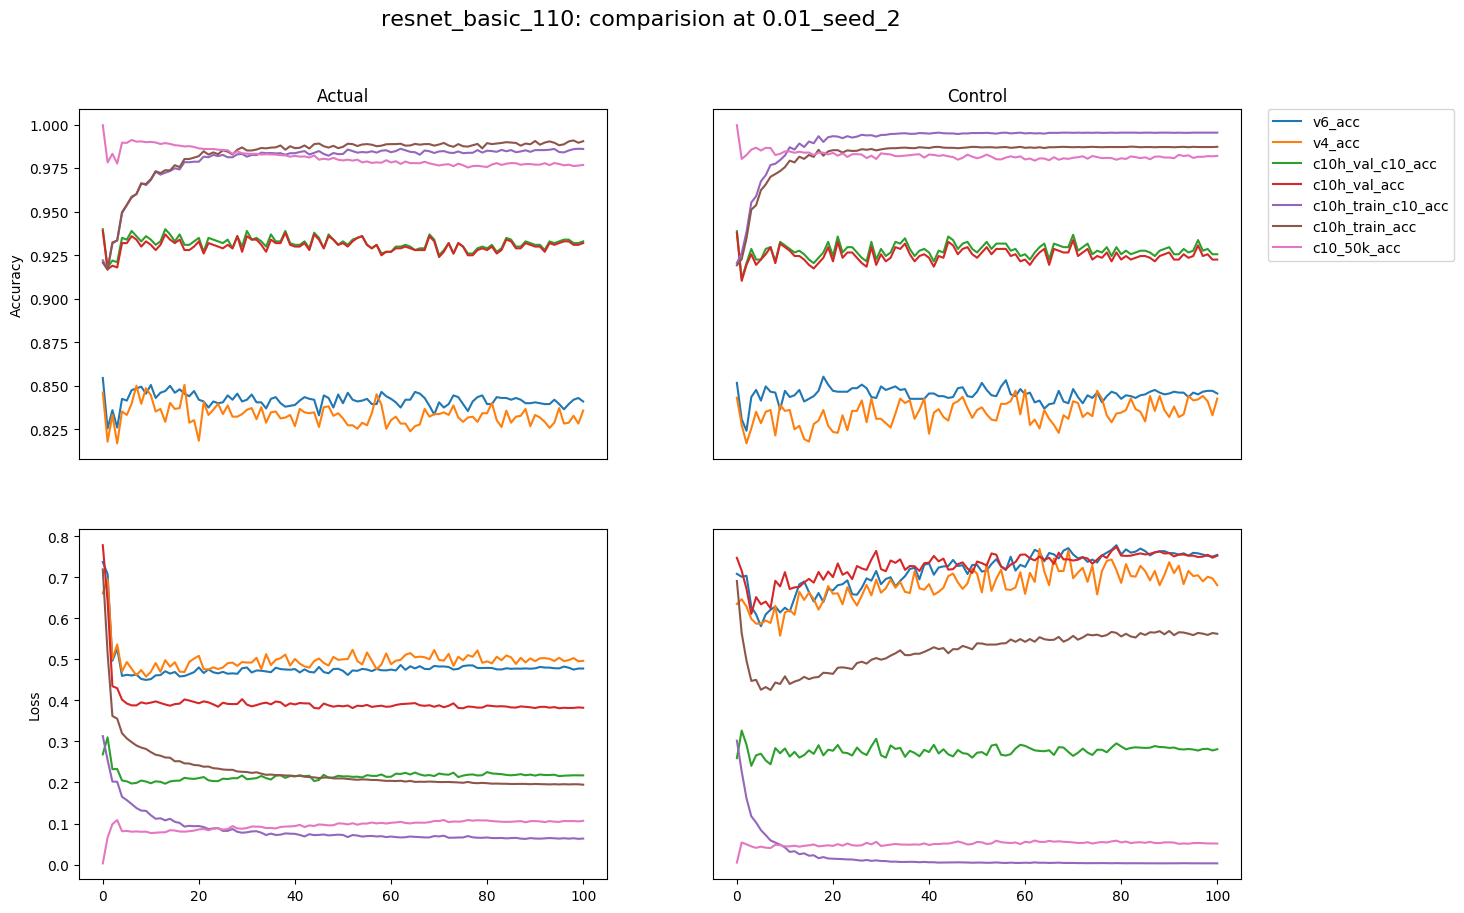 resnet_basic_110: comparision at 0.01_seed_2
Actual
Control
Accuracy
1.000
0.975
0.950
0.925
0.900
0.875
0.850
0.825
v6_acc
v4_acc
c10h_val_c10_acc
c10h_val_acc
c10h_train_c10_acc
c10h_train_acc
c10_50k_acc
Loss
0.8
0.7
0.6
0.5
0.4
0.3
0.2
0.1
0.0
0 20 40 60 80 100
0 20 40 60 80 100